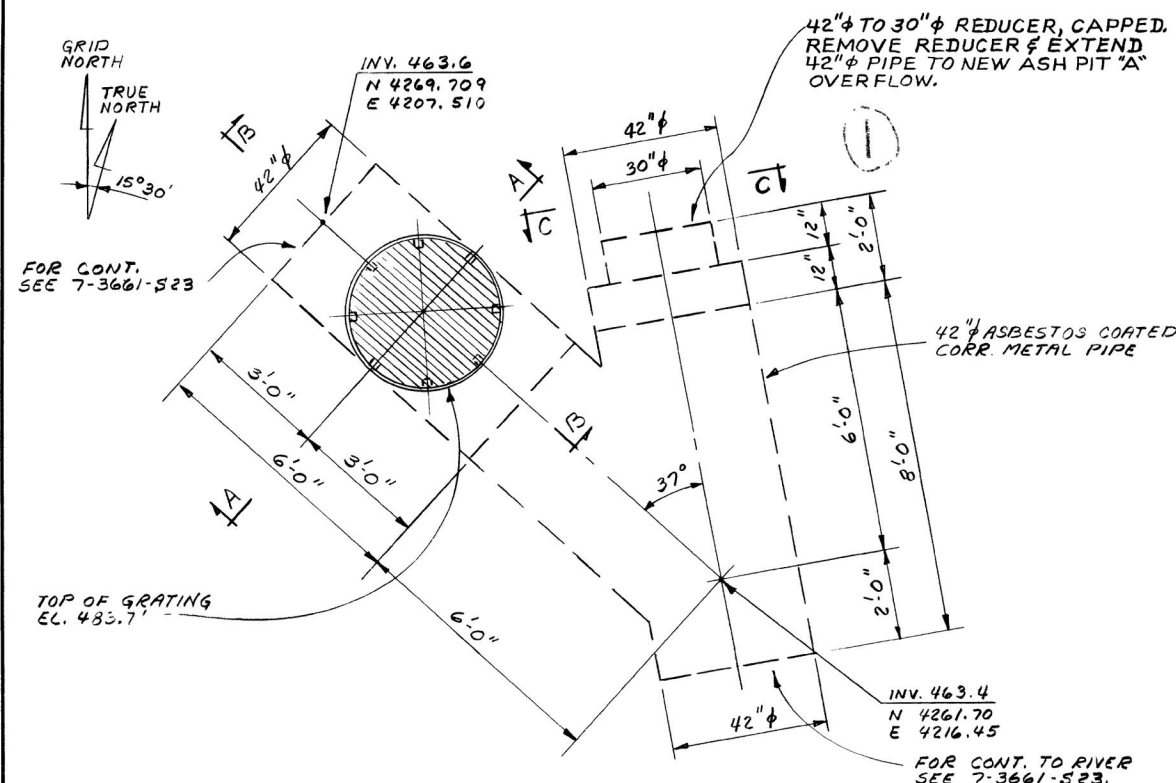 42"ϕ TO 30"ϕ REDUCER, CAPPED.
REMOVE REDUCER & EXTEND
42"ϕ PIPE TO NEW ASH PIT "A"
OVERFLOW.
GRID
NORTH
TRUE
NORTH
15°30'
INV. 463.6
N 4269.709
E 4207.510
B
42"ϕ
A
C
42"ϕ
30"ϕ
C
1
12"
12"
2'-0"
FOR CONT.
SEE 7-3661-S23
42"ϕ ASBESTOS COATED
CORR. METAL PIPE
3'-0"
3'-0"
6'-0"
A
B
37°
6'-0"
8'-0"
2'-0"
TOP OF GRATING
EL. 483.7'
6'-0"
42"ϕ
INV. 463.4
N 4261.70
E 4216.45
FOR CONT. TO RIVER
SEE 7-3661-S23.